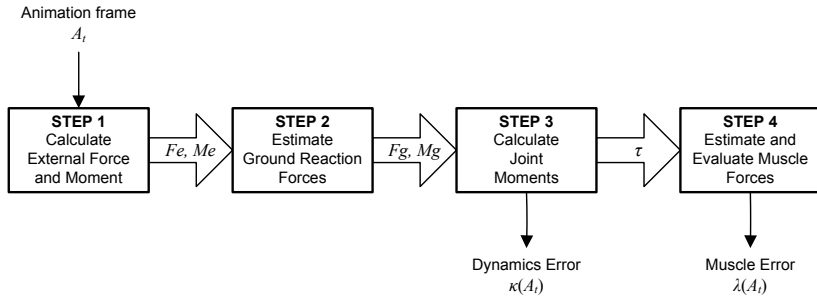 Animation frame
A_t
STEP 1
Calculate
External Force
and Moment
Fe, Me
STEP 2
Estimate
Ground Reaction
Forces
Fg, Mg
STEP 3
Calculate
Joint
Moments
τ
STEP 4
Estimate and
Evaluate Muscle
Forces
Dynamics Error
κ(A_t)
Muscle Error
λ(A_t)